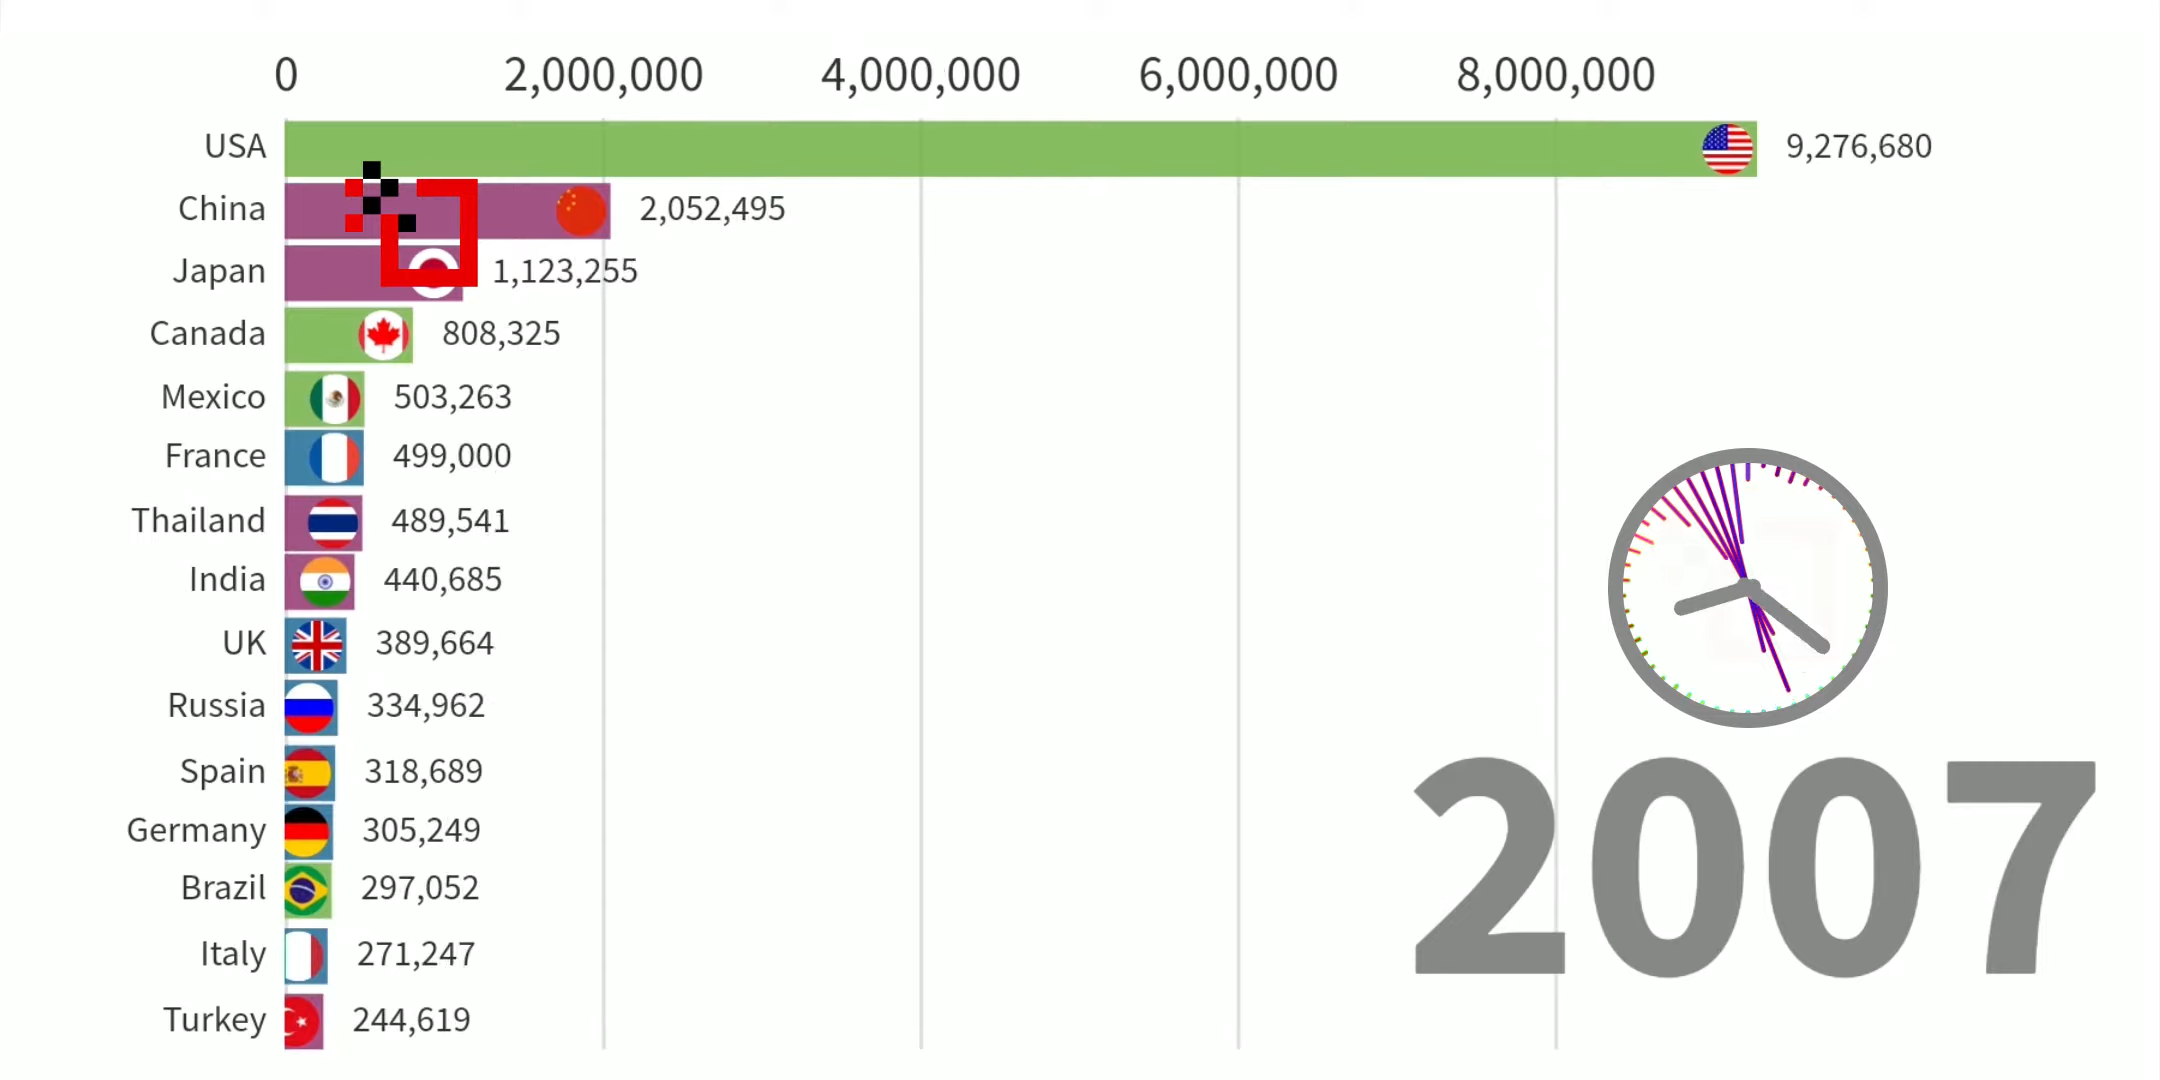 0 2,000,000 4,000,000 6,000,000 8,000,000
USA 9,276,680
China 2,052,495
Japan 1,123,255
Canada 808,325
Mexico 503,263
France 499,000
Thailand 489,541
India 440,685
UK 389,664
Russia 334,962
Spain 318,689
Germany 305,249
Brazil 297,052
Italy 271,247
Turkey 244,619
2007